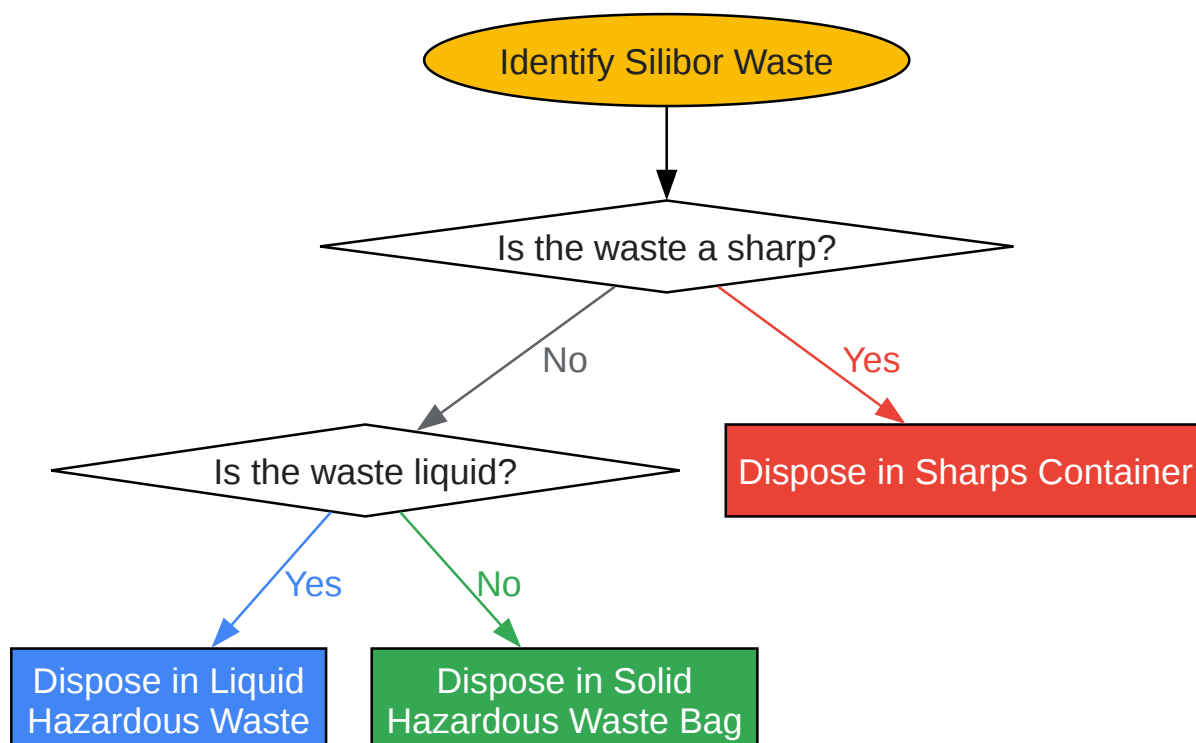 Identify Silibor Waste
Is the waste a sharp?
No
Yes
Is the waste liquid?
Dispose in Sharps Container
Yes
No
Dispose in Liquid
Hazardous Waste
Dispose in Solid
Hazardous Waste Bag